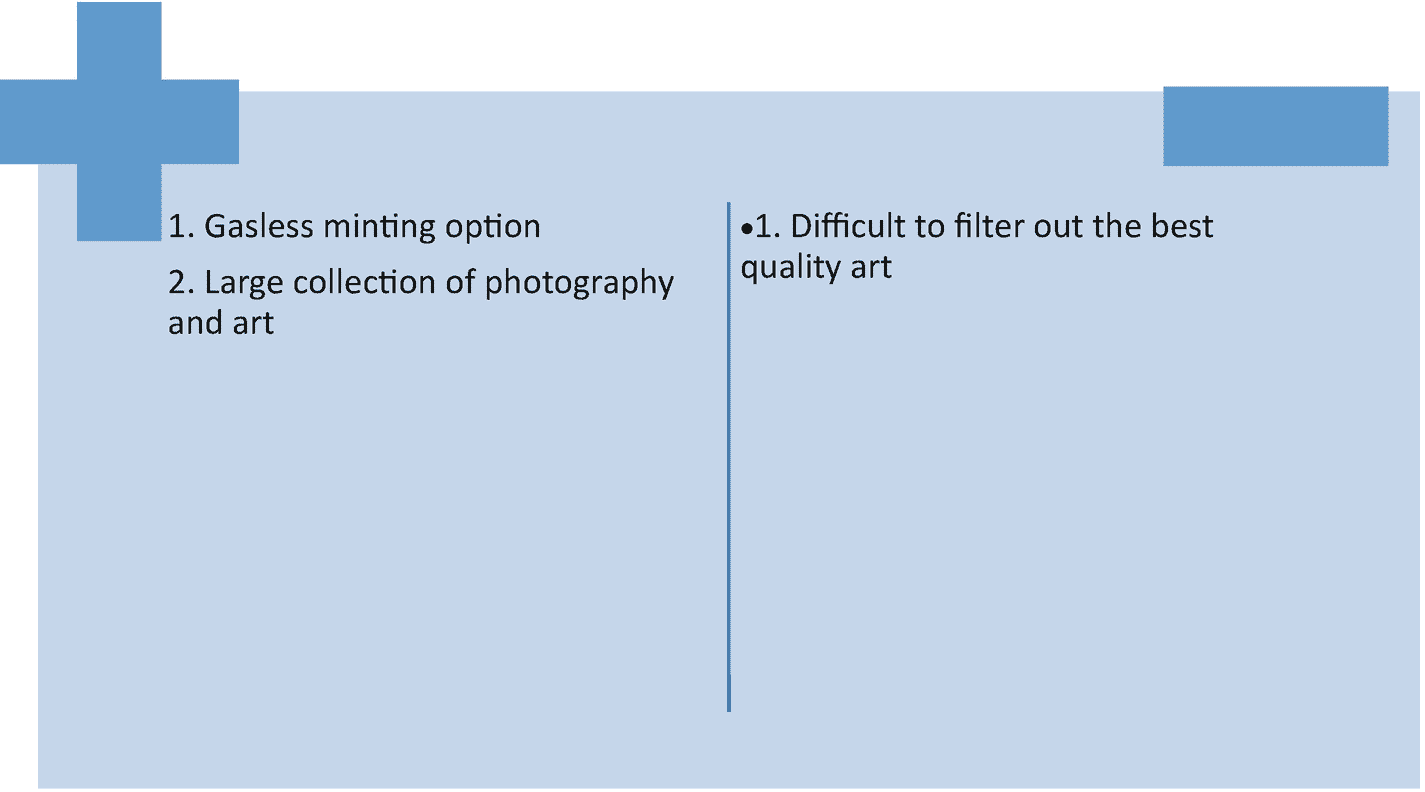 1. Gasless minting option
2. Large collection of photography
and art
•1. Difficult to filter out the best
quality art